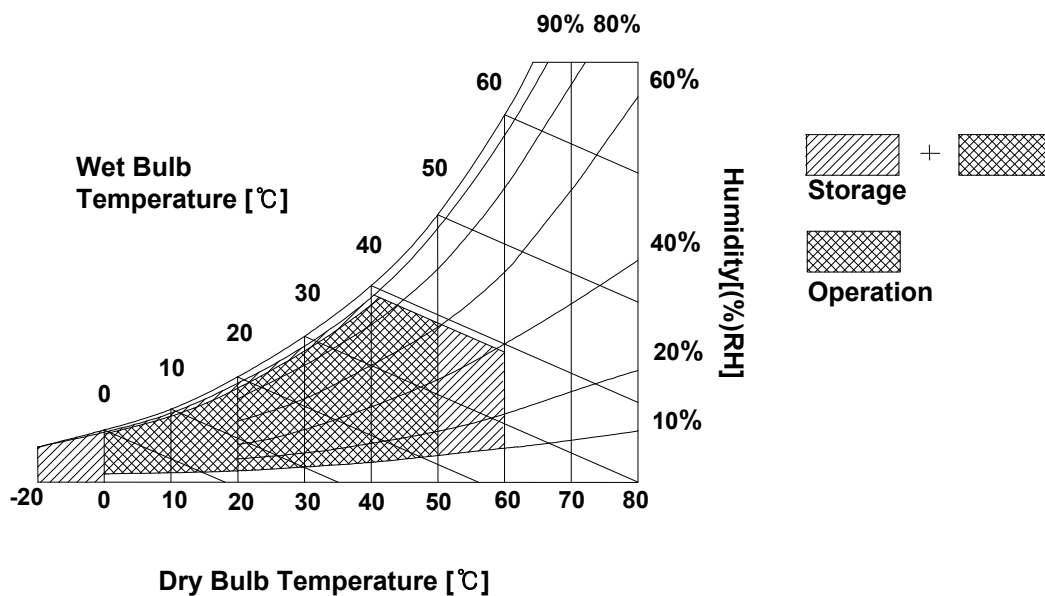 90% 80%
60
60%
50
Wet Bulb
Temperature [℃]
40
30
20
10
0
Humidity[(%)RH]
40%
20%
10%
-20 0 10 20 30 40 50 60 70 80
Dry Bulb Temperature [℃]
+
Storage
Operation